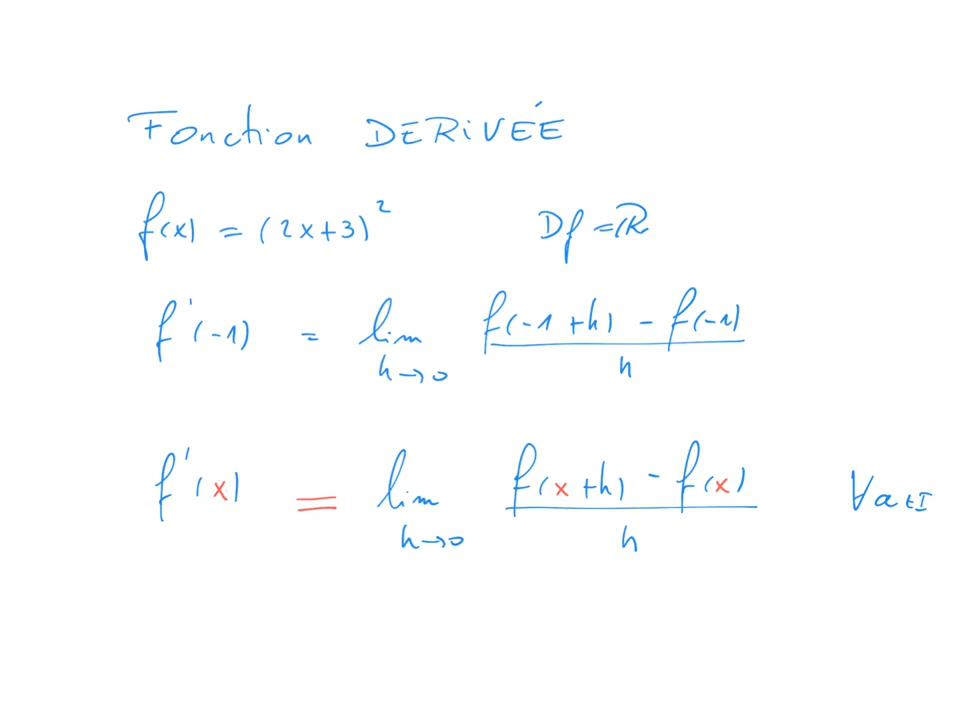 Fonction DERIVÉE
f(x) = (2x+3)² Df = ℝ
f'(-1) = lim h→0 f(-1+h) - f(-1) / h
f'(x) = lim h→0 f(x+h) - f(x) / h ∀a∈I